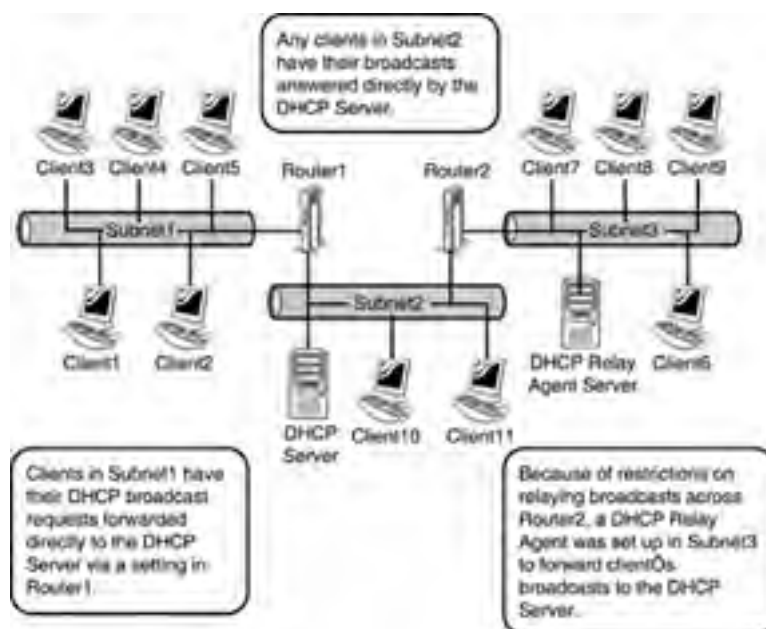 Any clients in Subnet2
have their broadcasts
answered directly by the
DHCP Server.
Client3
Client4
Client5
Router1
Router2
Client7
Client8
Client9
Subnet1
Subnet3
Subnet2
Client1
Client2
DHCP Relay
Agent Server
Client6
DHCP
Server
Client10
Client11
Clients in Subnet1 have
their DHCP broadcast
requests forwarded
directly to the DHCP
Server via a setting in
Router1.
Because of restrictions on
relaying broadcasts across
Router2, a DHCP Relay
Agent was set up in Subnet3
to forward clientÕs
broadcasts to the DHCP
Server.